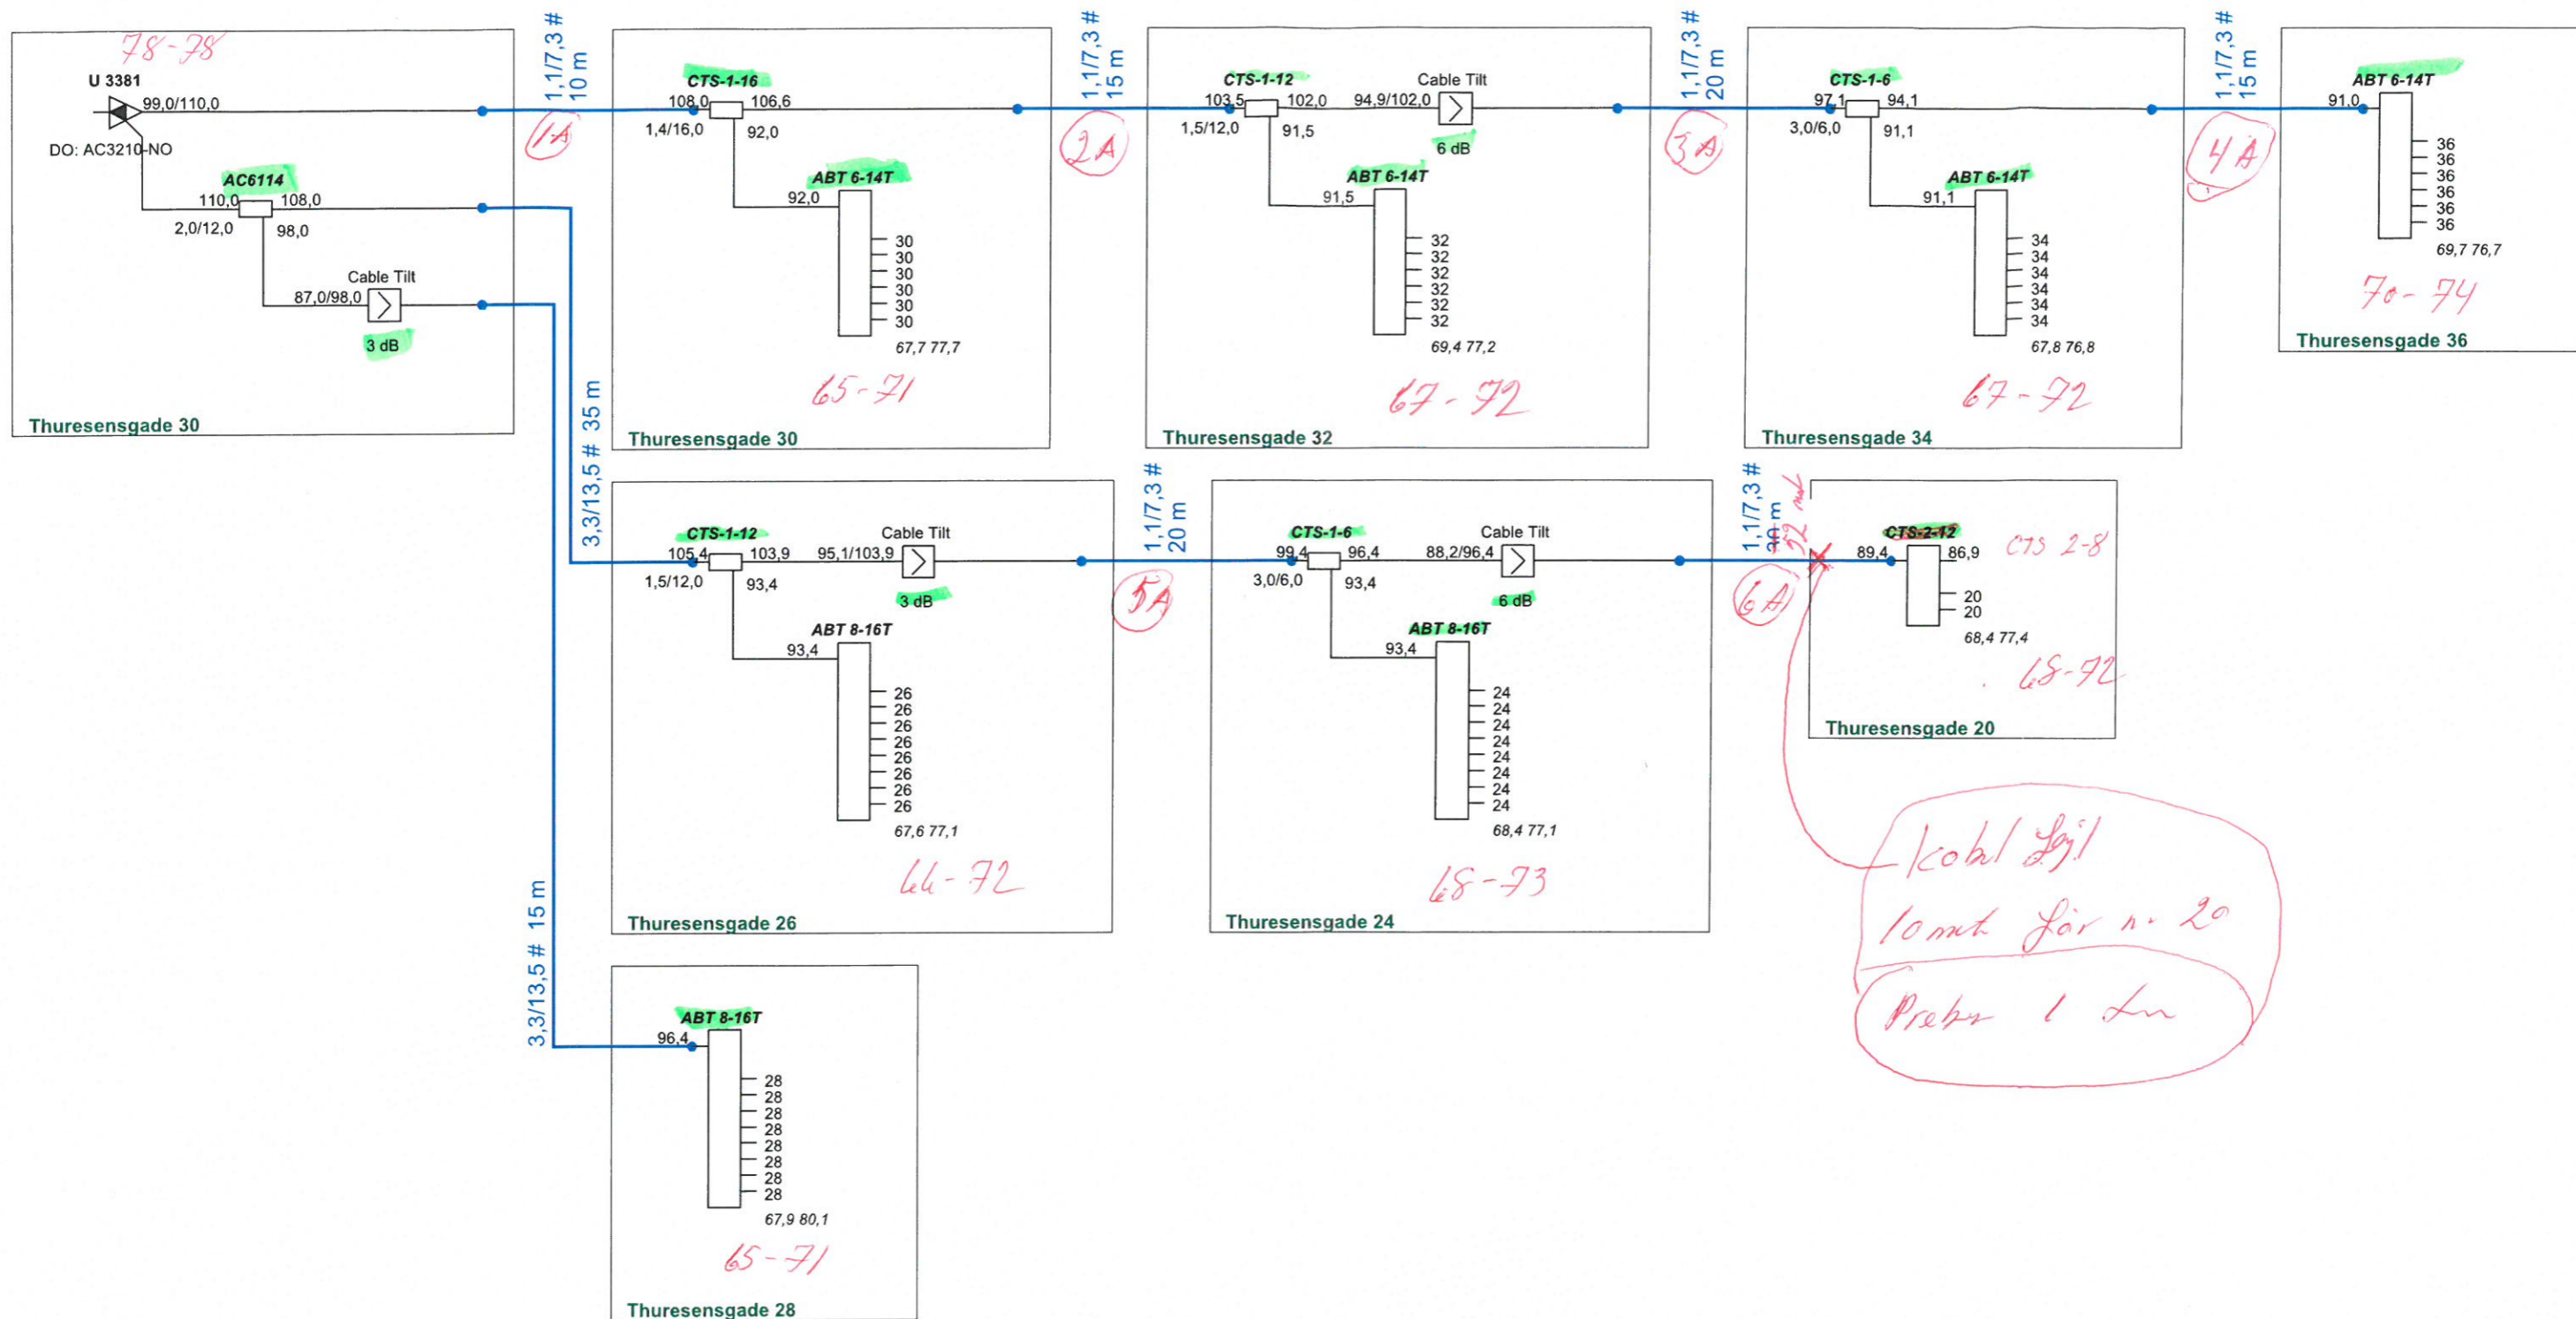 78-78
U 3381
99,0/110,0
DO: AC3210-NO
AC6114
110,0 108,0
2,0/12,0 98,0
Cable Tilt
87,0/98,0
3 dB
Thuresensgade 30
1,1/7,3 #
10 m
1A
CTS-1-16
108,0 106,6
1,4/16,0 92,0
ABT 6-14T
92,0
30
30
30
30
30
30
67,7 77,7
65-71
Thuresensgade 30
1,1/7,3 #
15 m
2A
CTS-1-12
103,5 102,0
1,5/12,0 91,5
Cable Tilt
94,9/102,0
6 dB
ABT 6-14T
91,5
32
32
32
32
32
32
69,4 77,2
67-72
Thuresensgade 32
1,1/7,3 #
20 m
3A
CTS-1-6
97,1 94,1
3,0/6,0 91,1
ABT 6-14T
91,1
34
34
34
34
34
34
67,8 76,8
67-72
Thuresensgade 34
1,1/7,3 #
15 m
4A
ABT 6-14T
91,0
36
36
36
36
36
36
69,7 76,7
70-74
Thuresensgade 36
3,3/13,5 # 35 m
CTS-1-12
105,4 103,9
1,5/12,0 93,4
Cable Tilt
95,1/103,9
3 dB
ABT 8-16T
93,4
26
26
26
26
26
26
26
26
67,6 77,1
66-72
Thuresensgade 26
1,1/7,3 #
20 m
5A
CTS-1-6
99,4 96,4
3,0/6,0 93,4
Cable Tilt
88,2/96,4
6 dB
ABT 8-16T
93,4
24
24
24
24
24
24
24
24
68,4 77,1
68-73
Thuresensgade 24
1,1/7,3 #
52
6A
CTS-2-12
CTS 2-8
89,4 86,9
20
20
68,4 77,4
68-72
Thuresensgade 20
10 för 20
1
3,3/13,5 # 15 m
ABT 8-16T
96,4
28
28
28
28
28
28
28
28
67,9 80,1
65-71
Thuresensgade 28